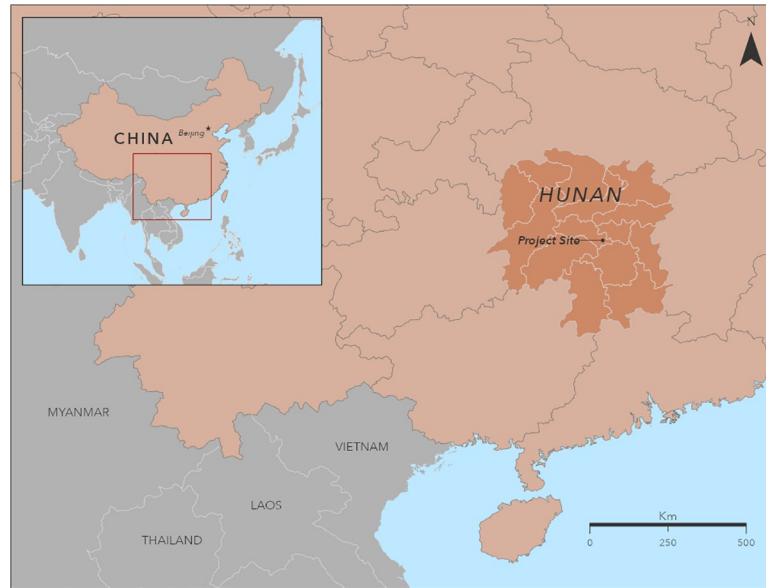 N
CHINA
Beijing
HUNAN
Project Site
MYANMAR
VIETNAM
LAOS
THAILAND
Km
0 250 500